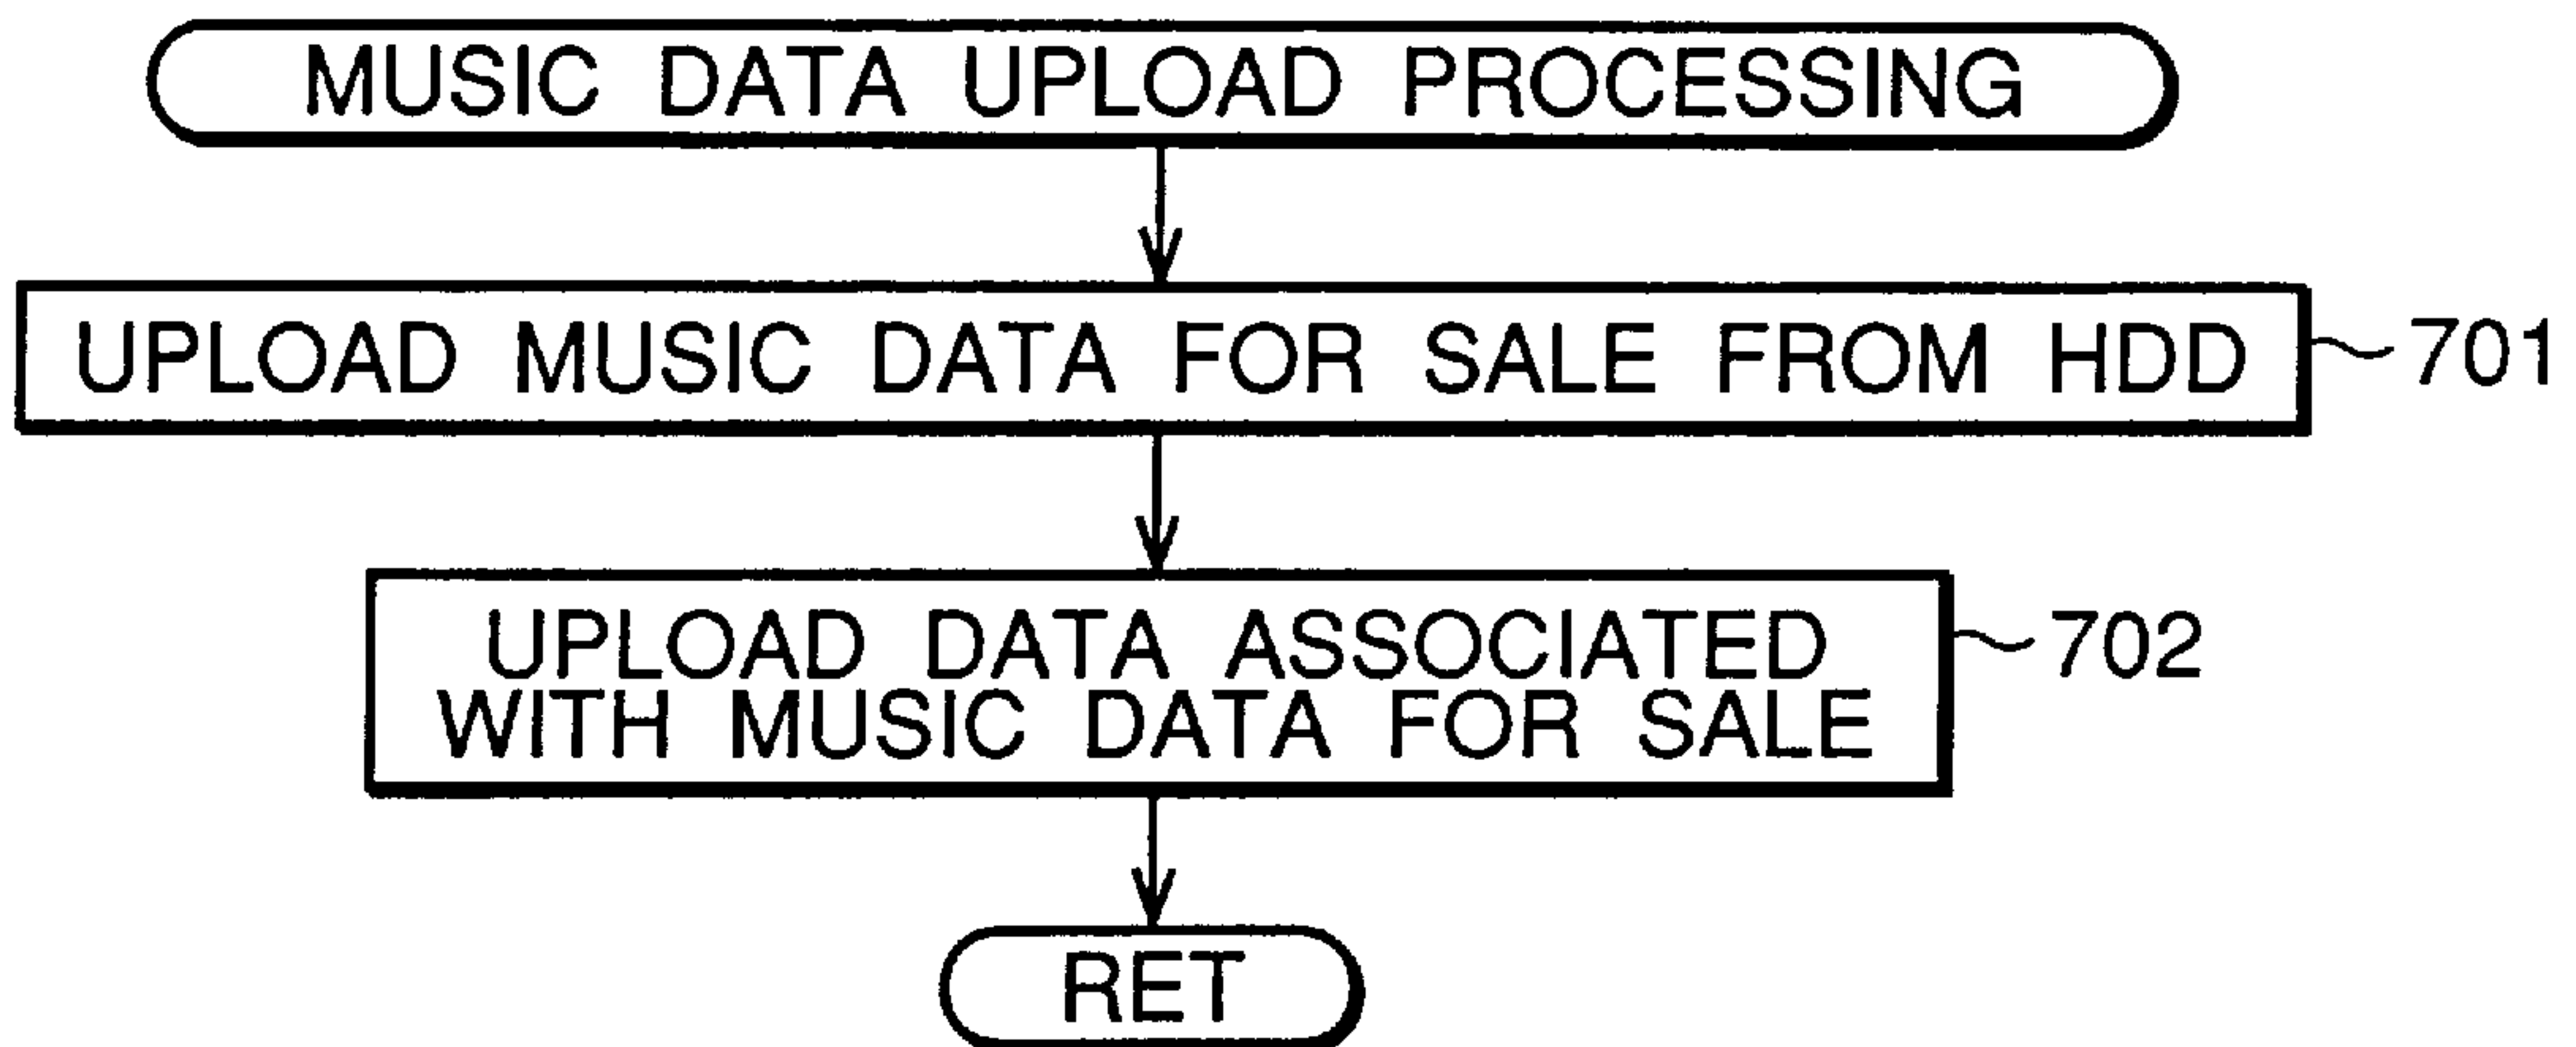 MUSIC DATA UPLOAD PROCESSING
UPLOAD MUSIC DATA FOR SALE FROM HDD
701
UPLOAD DATA ASSOCIATED
WITH MUSIC DATA FOR SALE
702
RET